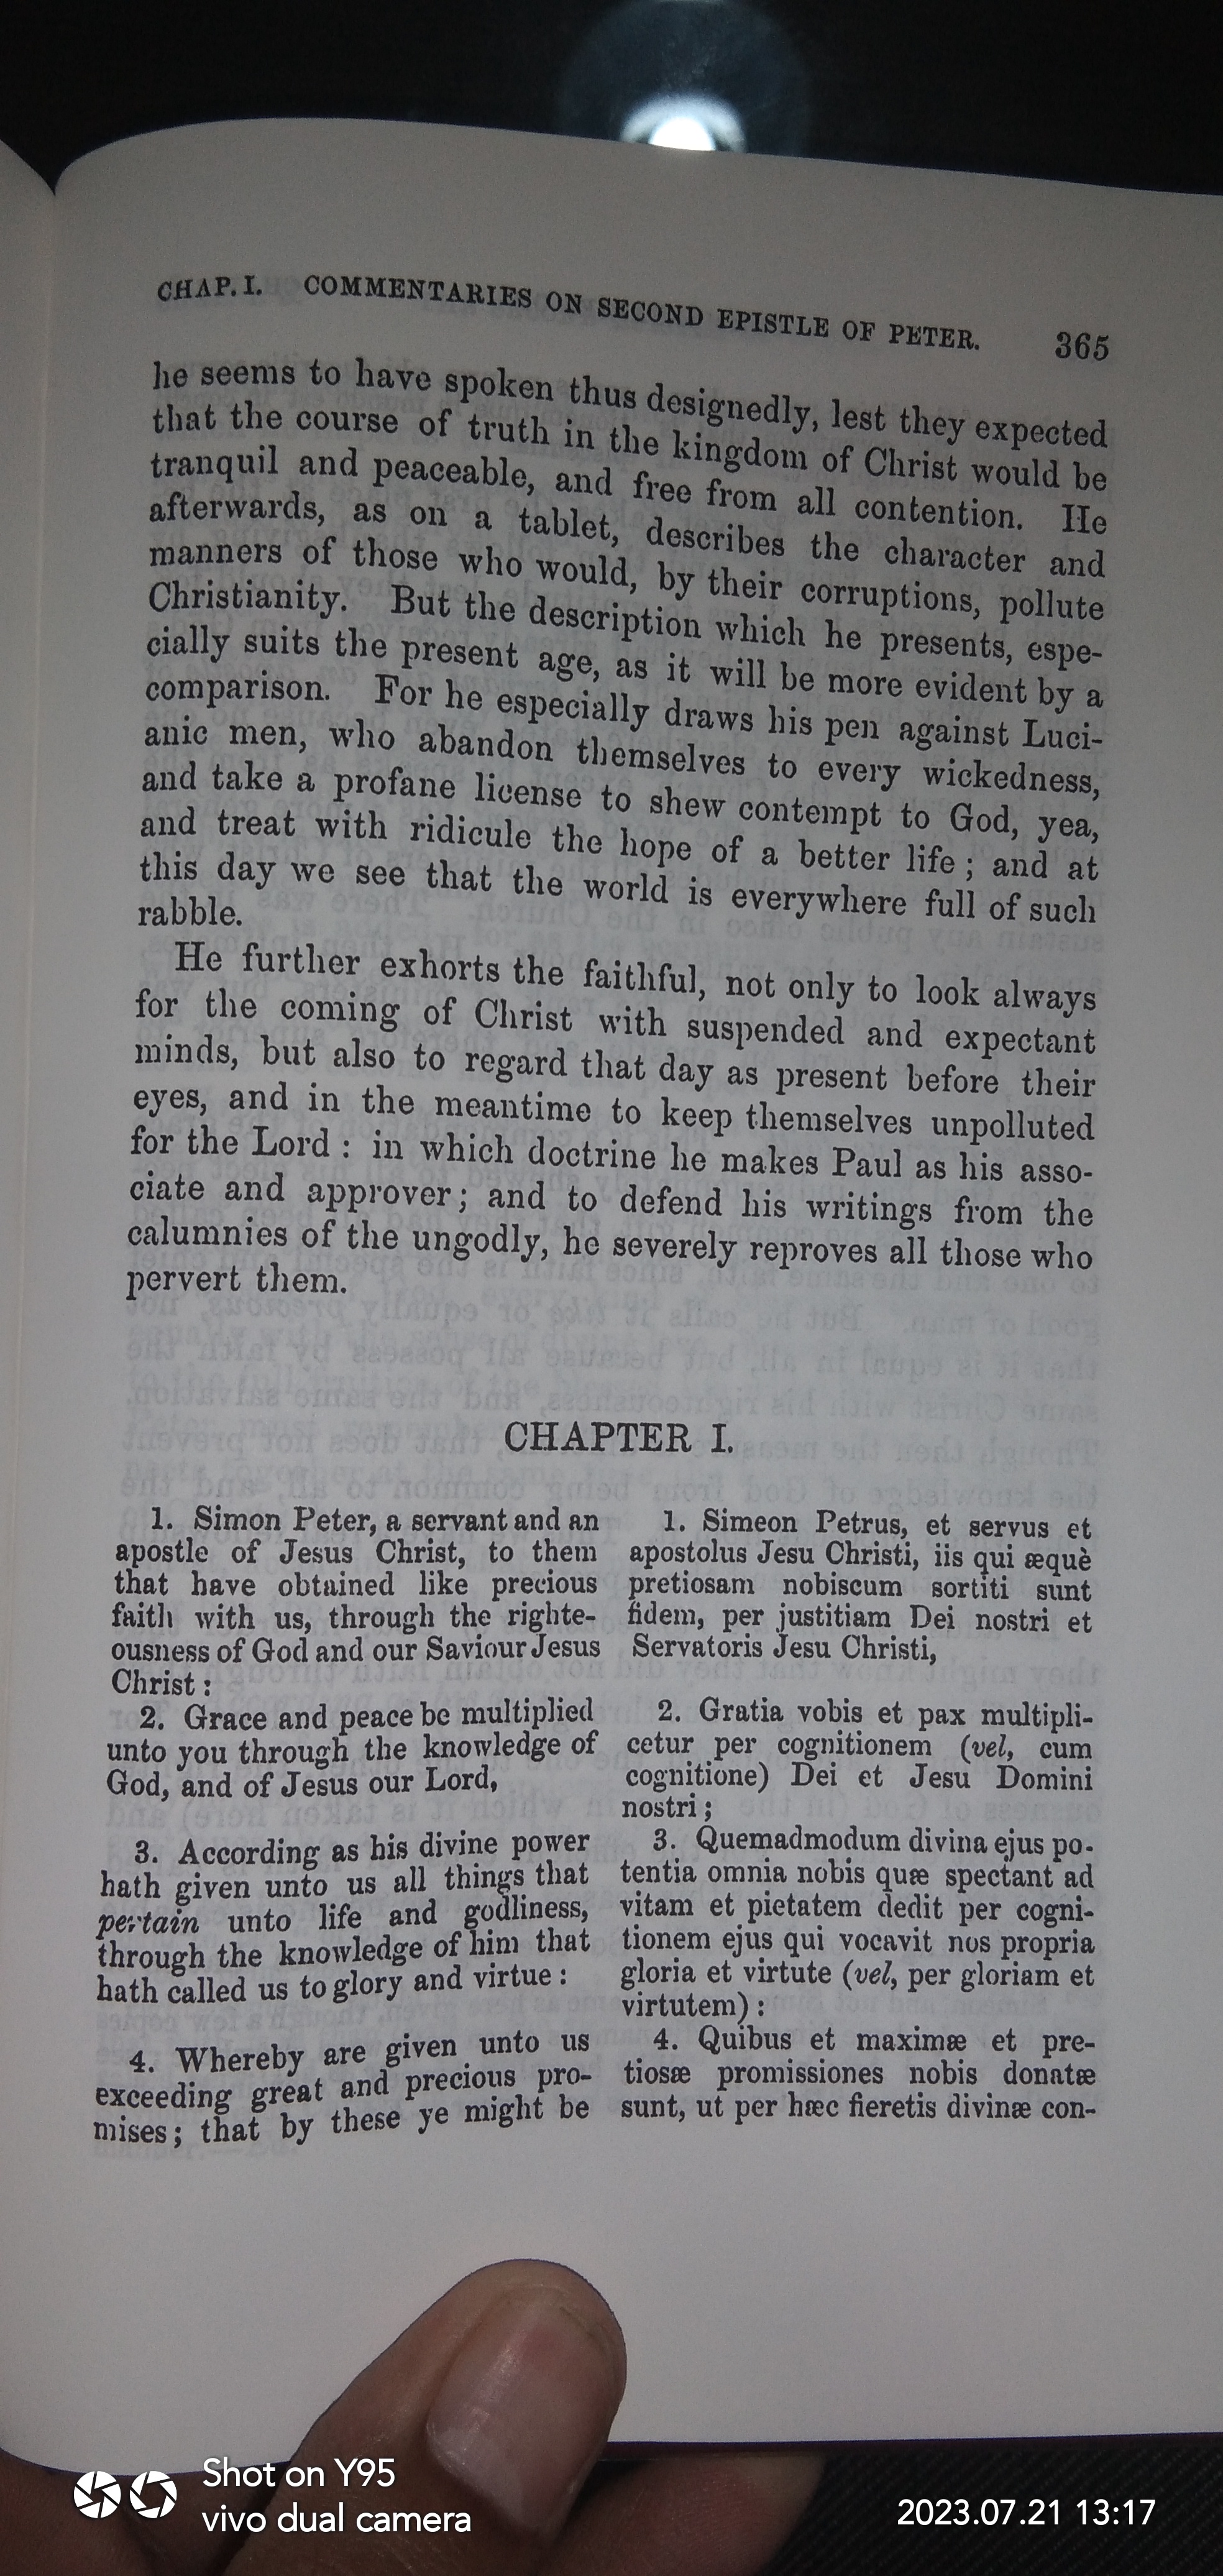 CHAP. I. COMMENTARIES ON SECOND EPISTLE OF PETER. 365
he seems to have spoken thus designedly, lest they expected
that the course of truth in the kingdom of Christ would be
tranquil and peaceable, and free from all contention. He
afterwards, as on a tablet, describes the character and
manners of those who would, by their corruptions, pollute
Christianity. But the description which he presents, espe-
cially suits the present age, as it will be more evident by a
comparison. For he especially draws his pen against Luci-
anic men, who abandon themselves to every wickedness,
and take a profane license to shew contempt to God, yea,
and treat with ridicule the hope of a better life ; and at
this day we see that the world is everywhere full of such
rabble.
He further exhorts the faithful, not only to look always
for the coming of Christ with suspended and expectant
minds, but also to regard that day as present before their
eyes, and in the meantime to keep themselves unpolluted
for the Lord : in which doctrine he makes Paul as his asso-
ciate and approver ; and to defend his writings from the
calumnies of the ungodly, he severely reproves all those who
pervert them.
CHAPTER I.
1. Simon Peter, a servant and an
apostle of Jesus Christ, to them
that have obtained like precious
faith with us, through the righte-
ousness of God and our Saviour Jesus
Christ :
2. Grace and peace be multiplied
unto you through the knowledge of
God, and of Jesus our Lord,
3. According as his divine power
hath given unto us all things that
pertain unto life and godliness,
through the knowledge of him that
hath called us to glory and virtue :
4. Whereby are given unto us
exceeding great and precious pro-
mises ; that by these ye might be
1. Simeon Petrus, et servus et
apostolus Jesu Christi, iis qui æquè
pretiosam nobiscum sortiti sunt
fidem, per justitiam Dei nostri et
Servatoris Jesu Christi,
2. Gratia vobis et pax multipli-
cetur per cognitionem (vel, cum
cognitione) Dei et Jesu Domini
nostri ;
3. Quemadmodum divina ejus po-
tentia omnia nobis quæ spectant ad
vitam et pietatem dedit per cogni-
tionem ejus qui vocavit nos propria
gloria et virtute (vel, per gloriam et
virtutem) :
4. Quibus et maximæ et pre-
tiosæ promissiones nobis donatæ
sunt, ut per hæc fieretis divinæ con-
Shot on Y95
vivo dual camera
2023.07.21 13:17